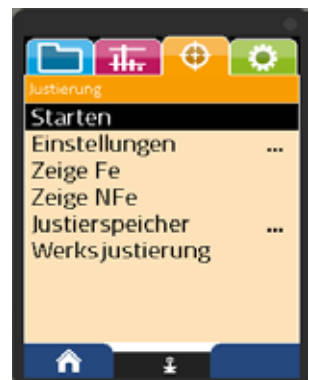 Justierung
Starten
Einstellungen ...
Zeige Fe
Zeige NFe
Justierspeicher ...
Werksjustierung